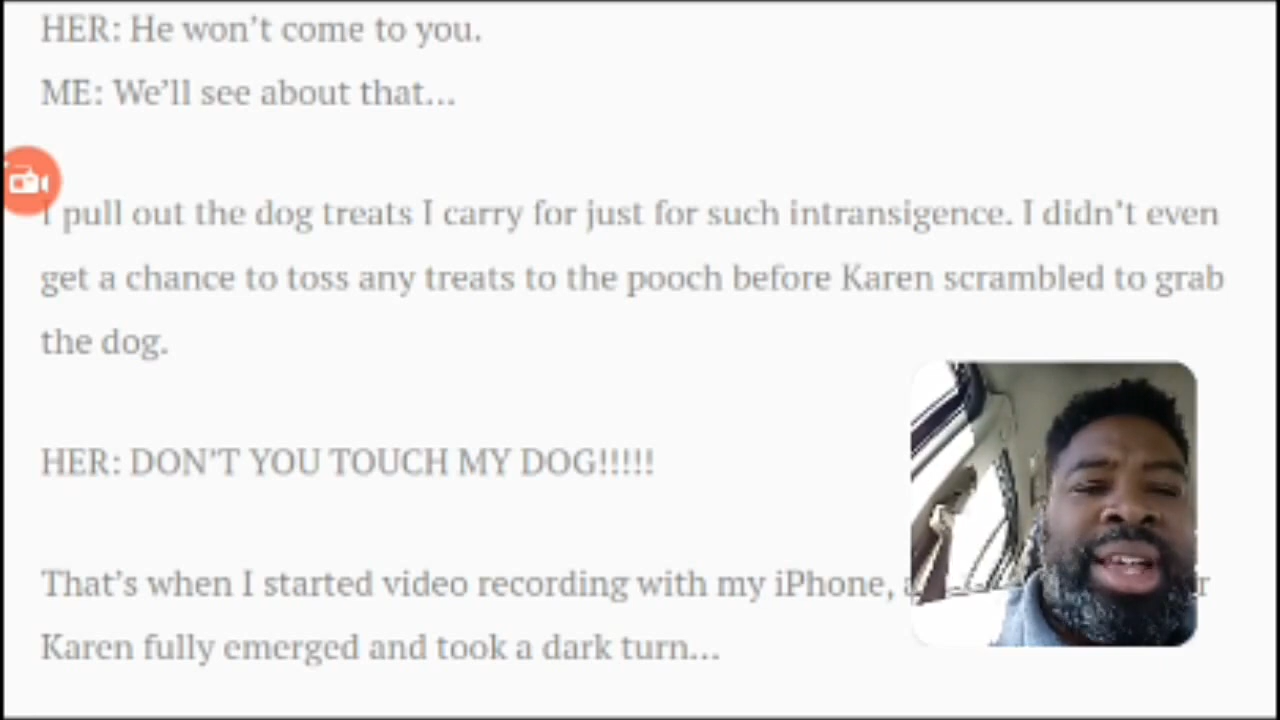 HER: He won't come to you.
ME: We'll see about that...
I pull out the dog treats I carry for just for such intransigence. I didn't even
get a chance to toss any treats to the pooch before Karen scrambled to grab
the dog.
HER: DON'T YOU TOUCH MY DOG!!!!!
That's when I started video recording with my iPhone,
Karen fully emerged and took a dark turn...